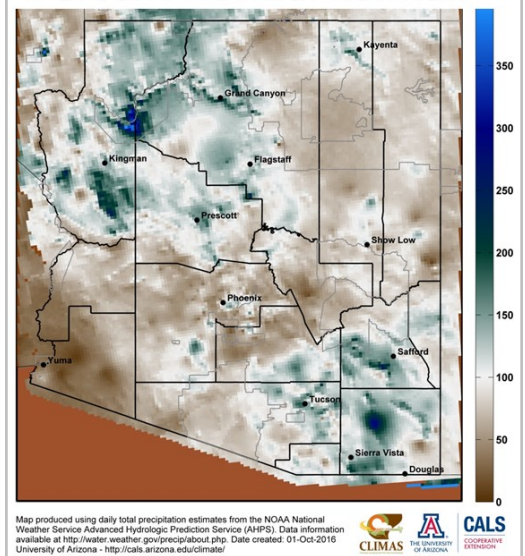 Kayenta
350
Grand Canyon
300
Kingman
Flagstaff
250
Prescott
Show Low
200
Phoenix
150
Safford
Yuma
100
Tucson
50
Sierra Vista
Douglas
0
Map produced using daily total precipitation estimates from the NOAA National
Weather Service Advanced Hydrologic Prediction Service (AHPS). Data information
available at http://water.weather.gov/precip/about.php. Date created: 01-Oct-2016
University of Arizona - http://cals.arizona.edu/climate/
CLIMAS
A
THE UNIVERSITY
OF ARIZONA
CALS
COOPERATIVE
EXTENSION